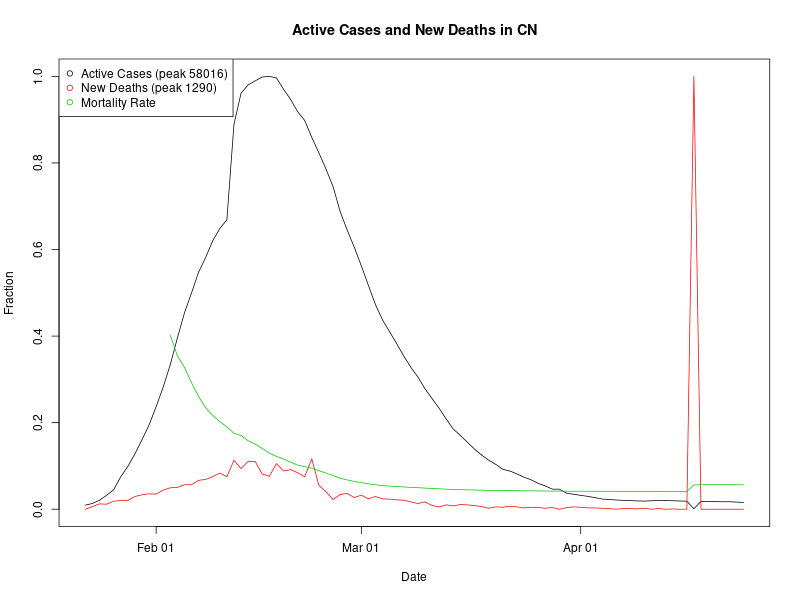 Active Cases and New Deaths in CN
Active Cases (peak 58016)
New Deaths (peak 1290)
Mortality Rate
1.0
0.8
0.6
0.4
0.2
0.0
Fraction
Feb 01
Mar 01
Apr 01
Date